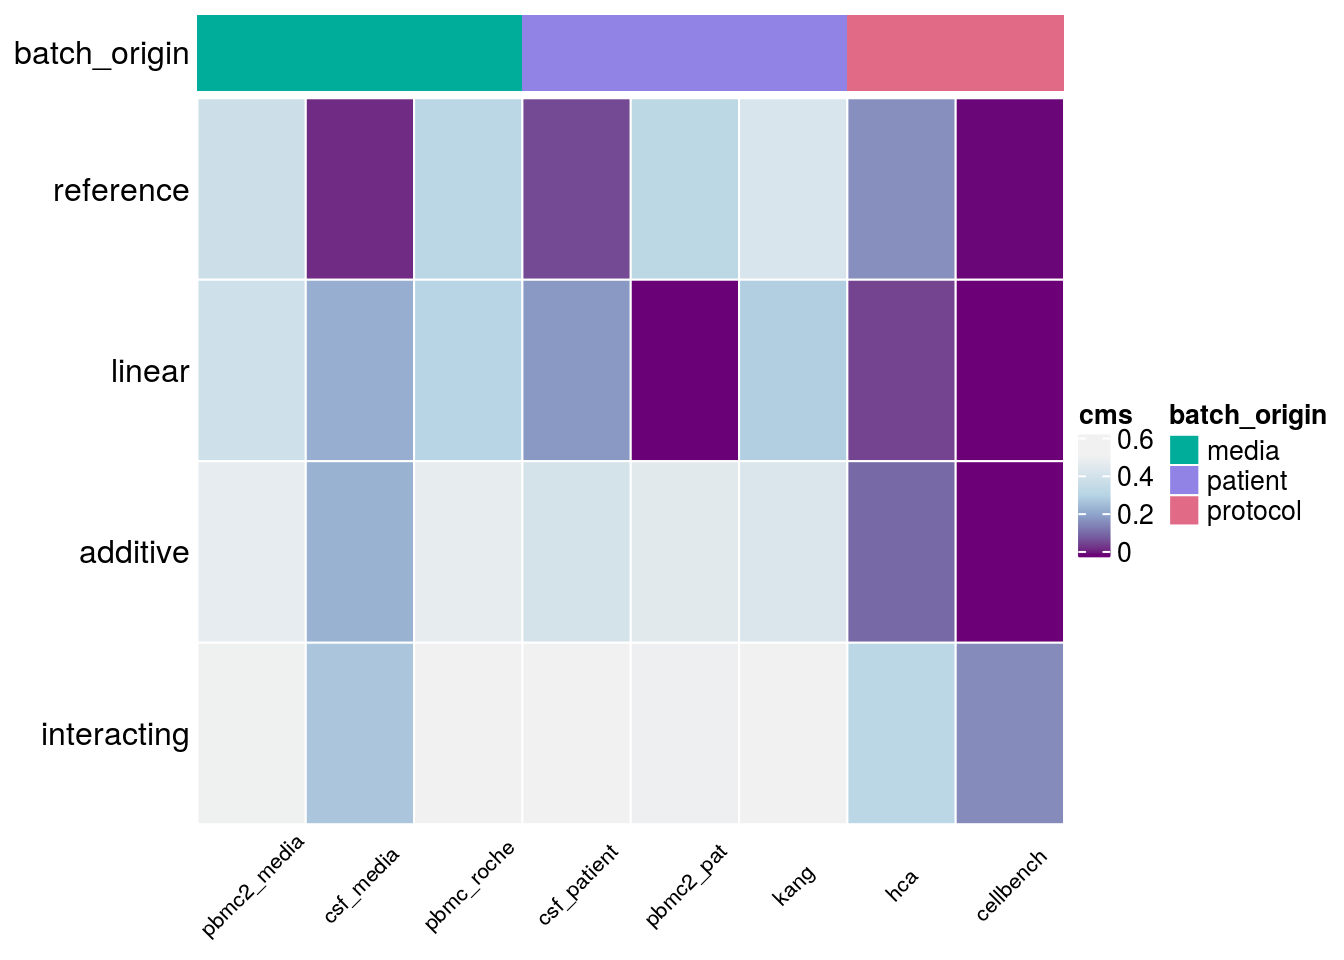 batch_origin
reference
linear
additive
interacting
pbmc2_media
csf_media
pbmc_roche
csf_patient
pbmc2_pat
kang
hca
cellbench
cms
0.6
0.4
0.2
0
batch_origin
media
patient
protocol